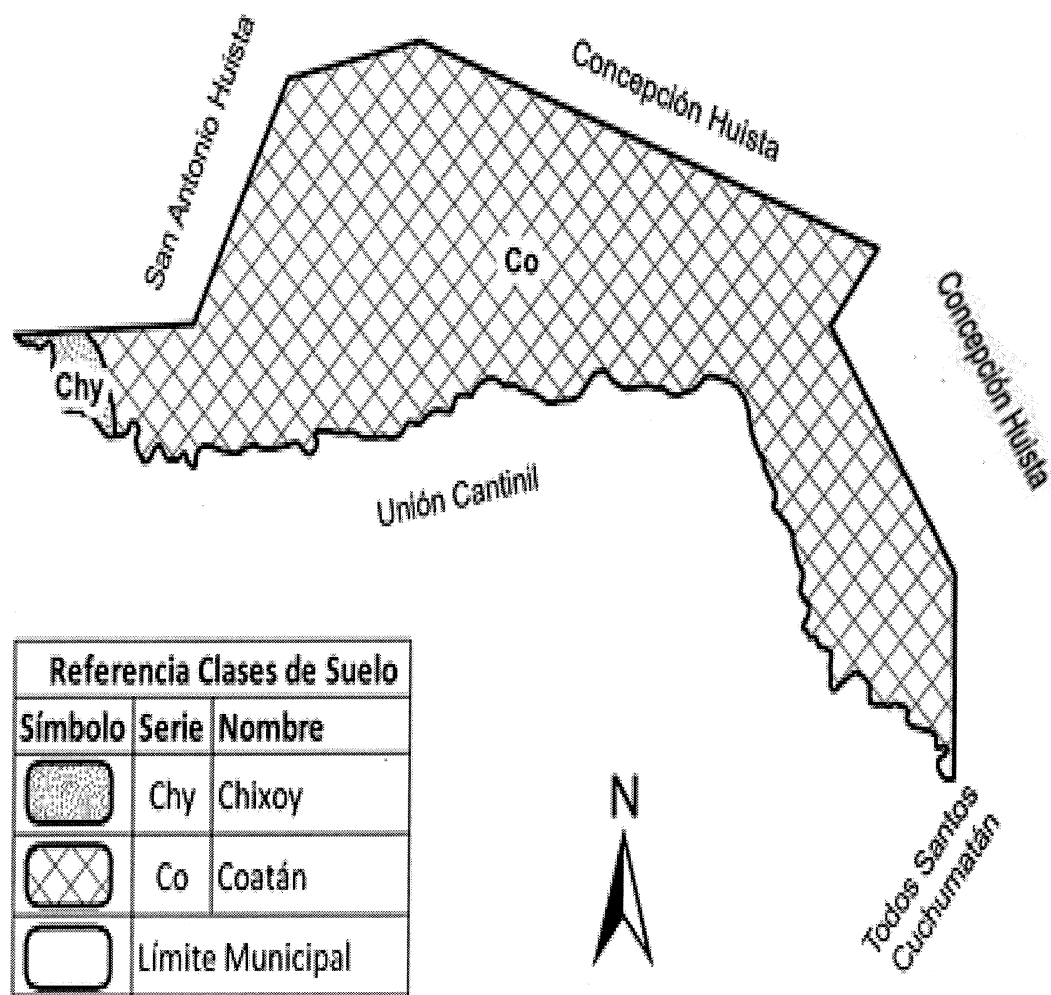 San Antonio Huista
Concepción Huista
Co
Concepción Huista
Chy
Unión Cantinil
Referencia Clases de Suelo
Símbolo Serie Nombre
Chy Chixoy
Co Coatán
Límite Municipal
N
Todos Santos
Cuchumatán